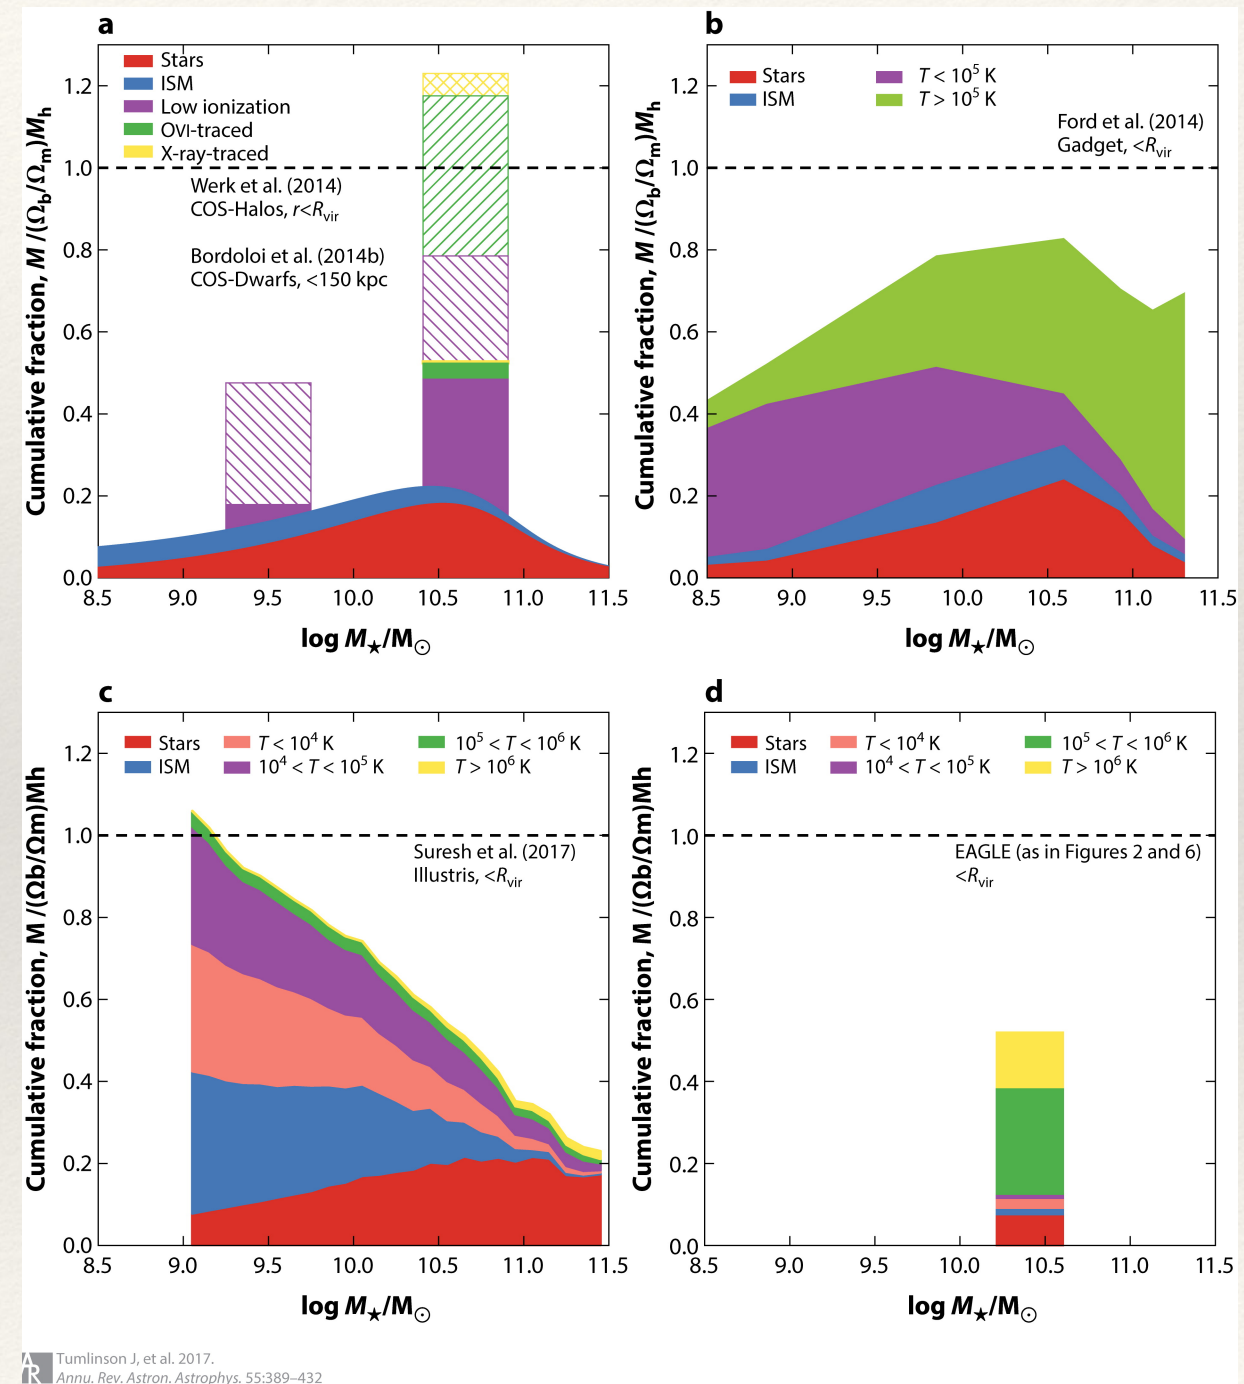 a
Cumulative fraction, M /(Ωb/Ωm)Mh
1.2
1.0
0.8
0.6
0.4
0.2
0.0
Stars
ISM
Low ionization
OVI-traced
X-ray-traced
Werk et al. (2014)
COS-Halos, r<Rvir
Bordoloi et al. (2014b)
COS-Dwarfs, <150 kpc
8.5 9.0 9.5 10.0 10.5 11.0 11.5
log M★/M⊙
b
Cumulative fraction, M /(Ωb/Ωm)Mh
1.2
1.0
0.8
0.6
0.4
0.2
0.0
Stars T < 10⁵ K
ISM T > 10⁵ K
Ford et al. (2014)
Gadget, <Rvir
8.5 9.0 9.5 10.0 10.5 11.0 11.5
log M★/M⊙
c
Cumulative fraction, M /(Ωb/Ωm)Mh
1.2
1.0
0.8
0.6
0.4
0.2
0.0
Stars T < 10⁴ K 10⁵ < T < 10⁶ K
ISM 10⁴ < T < 10⁵ K T > 10⁶ K
Suresh et al. (2017)
Illustris, <Rvir
8.5 9.0 9.5 10.0 10.5 11.0 11.5
log M★/M⊙
d
Cumulative fraction, M /(Ωb/Ωm)Mh
1.2
1.0
0.8
0.6
0.4
0.2
0.0
Stars T < 10⁴ K 10⁵ < T < 10⁶ K
ISM 10⁴ < T < 10⁵ K T > 10⁶ K
EAGLE (as in Figures 2 and 6)
<Rvir
8.5 9.0 9.5 10.0 10.5 11.0 11.5
log M★/M⊙
AR
Tumlinson J, et al. 2017.
Annu. Rev. Astron. Astrophys. 55:389–432